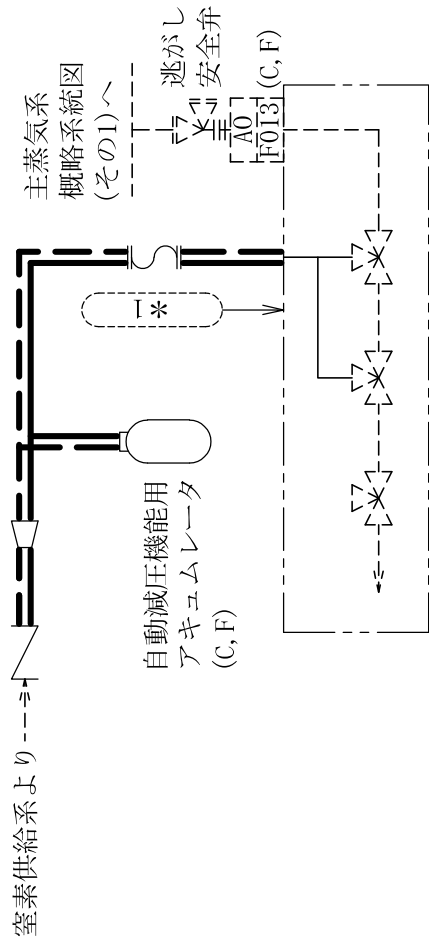 窒素供給系より
自動減圧機能用
アキュムレータ
(C,F)
*1
主蒸気系
概略系統図
(その1)へ
逃がし
安全弁
AO
F013
(C,F)